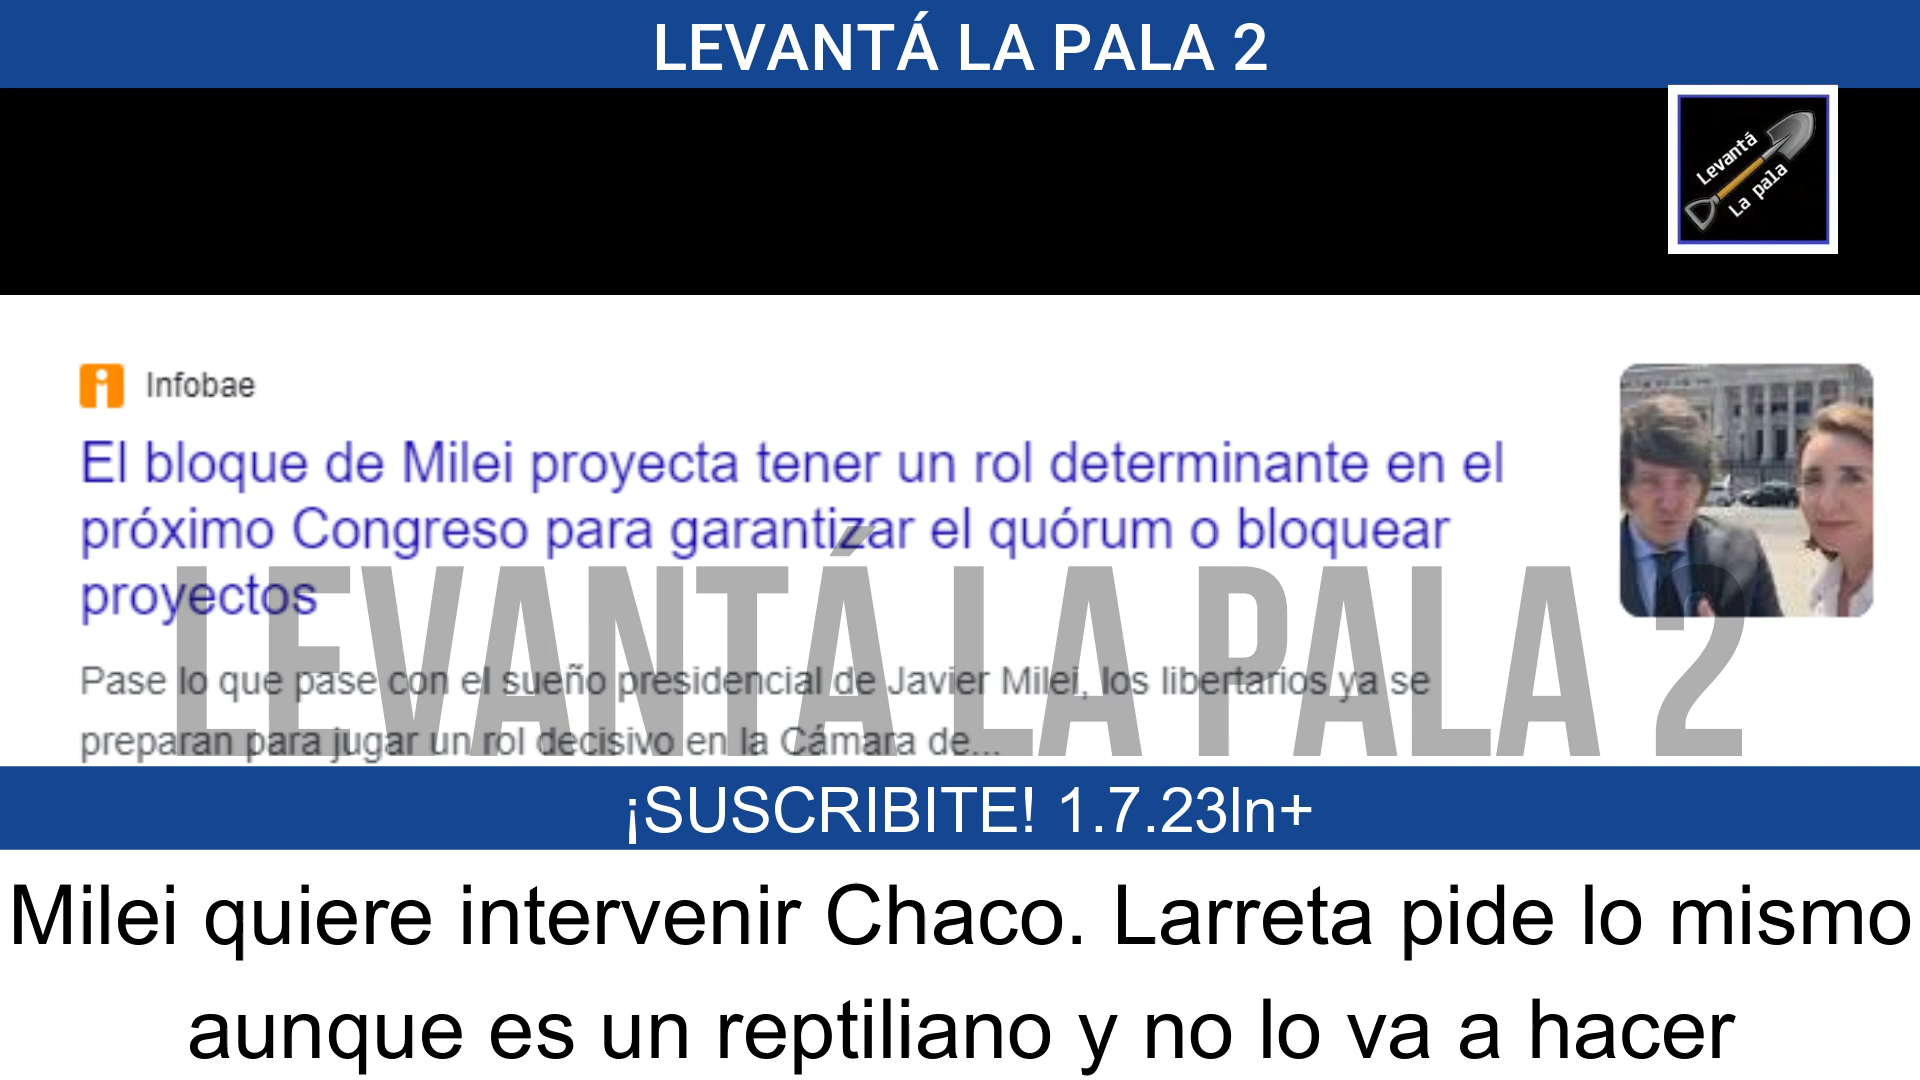 LEVANTÁ LA PALA 2
Levantá
La pala
Infobae
El bloque de Milei proyecta tener un rol determinante en el
próximo Congreso para garantizar el quórum o bloquear
proyectos
LEVANTÁ LA PALA 2
Pase lo que pase con el sueño presidencial de Javier Milei, los libertarios ya se
preparan para jugar un rol decisivo en la Cámara de...
¡SUSCRIBITE! 1.7.23ln+
Milei quiere intervenir Chaco. Larreta pide lo mismo
aunque es un reptiliano y no lo va a hacer